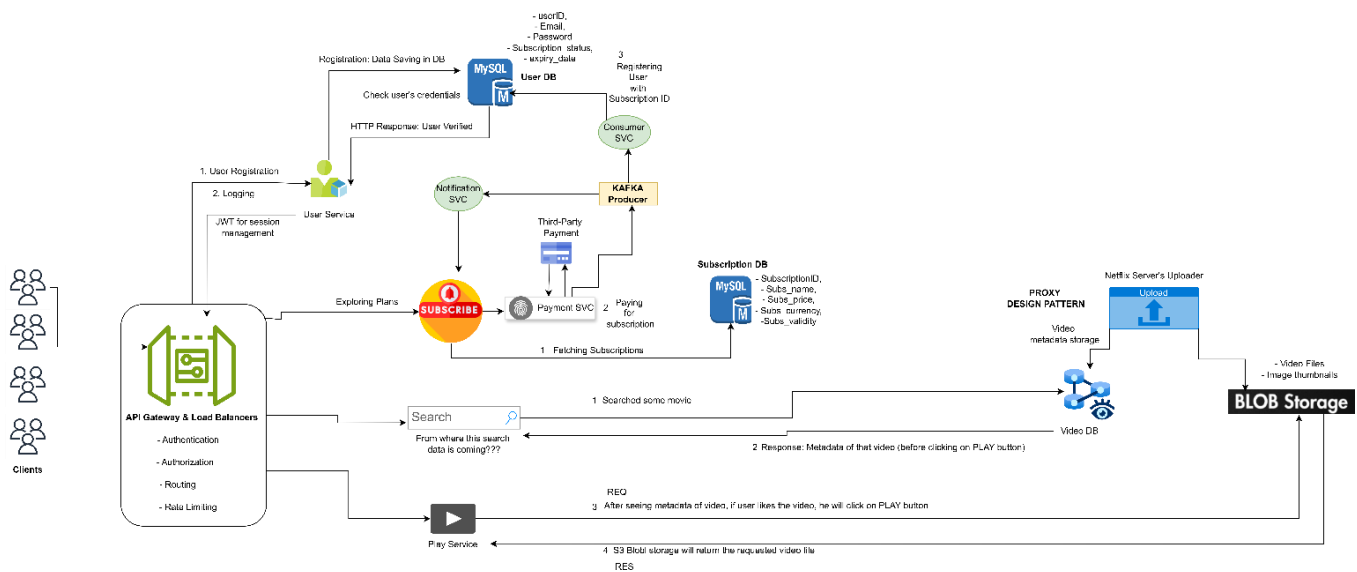 - userID,
- Email,
- Password
- Subscription_status,
- expiry_date
MySQL
User DB
Registration: Data Saving in DB
Check user's credentials
HTTP Response: User Verified
3
Registering
User
with
Subscription ID
Consumer
SVC
1. User Registration
2. Logging
User Service
JWT for session
management
Notification
SVC
KAFKA
Producer
Third-Party
Payment
Exploring Plans
SUBSCRIBE
Payment SVC
2 Paying
for
subscription
1 Fetching Subscriptions
Subscription DB
MySQL
- SubscriptionID,
- Subs_name,
- Subs_price,
- Subs_currency,
-Subs_validity
Netflix Server's Uploader
Upload
PROXY
DESIGN PATTERN
Video
metadata storage
- Video Files
- Image thumbnails
BLOB Storage
Video DB
Clients
API Gateway & Load Balancers
- Authentication
- Authorization
- Routing
- Rate Limiting
Search
From where this search
data is coming???
1 Searched some movie
2 Response: Metadata of that video (before clicking on PLAY button)
Play Service
REQ
3 After seeing metadata of video, if user likes the video, he will click on PLAY button
4 S3 Blobl storage will return the requested video file
RES